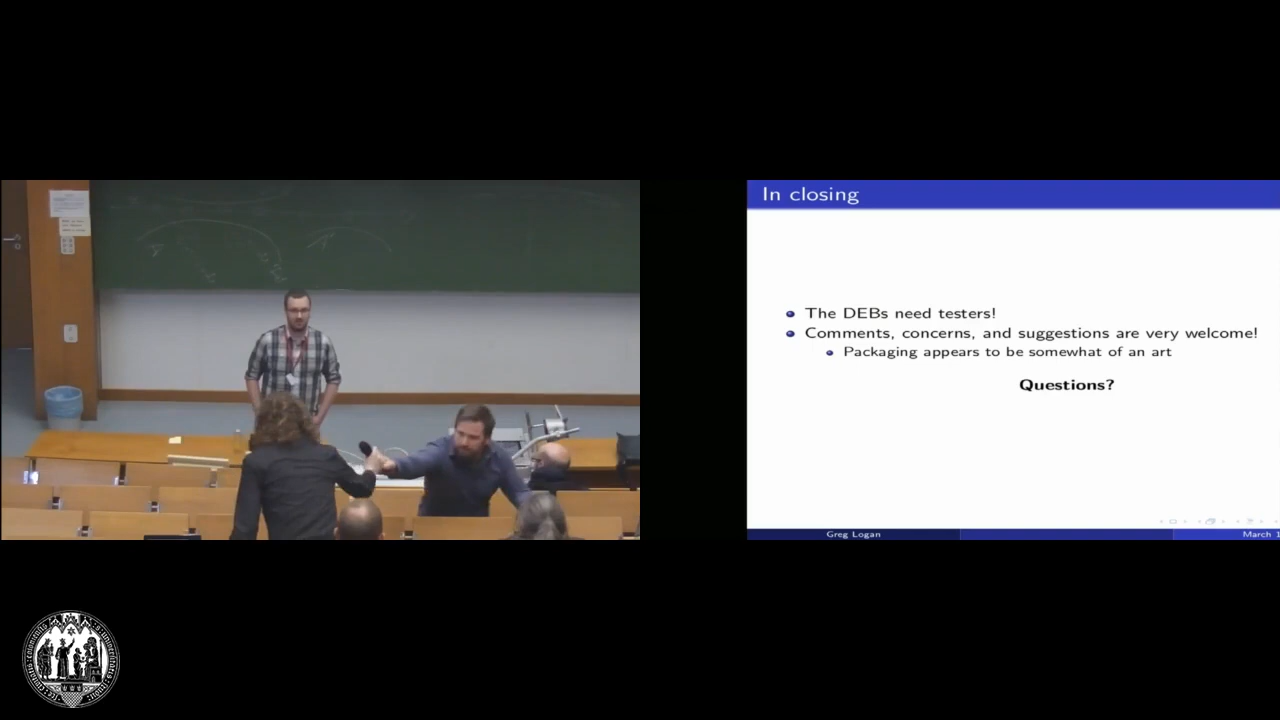 In closing
The DEBs need testers!
Comments, concerns, and suggestions are very welcome!
Packaging appears to be somewhat of an art
Questions?
Greg Logan
March 1